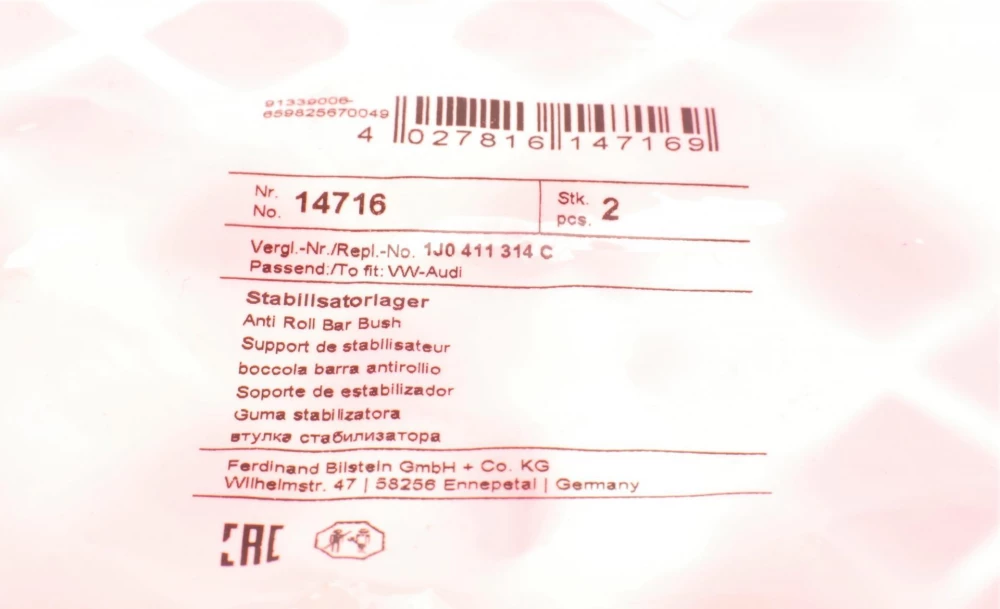 91339006-
659825670049
4 027816 147169
Nr.
No. 14716
Stk.
pcs. 2
Vergl.-Nr./Repl.-No. 1J0 411 314 C
Passend:/To fit: VW-Audi
Stabilisatorlager
Anti Roll Bar Bush
Support de stabilisateur
boccola barra antirollio
Soporte de estabilizador
Guma stabilizatora
втулка стабилизатора
Ferdinand Bilstein GmbH + Co. KG
Wilhelmstr. 47 | 58256 Ennepetal | Germany
EAC